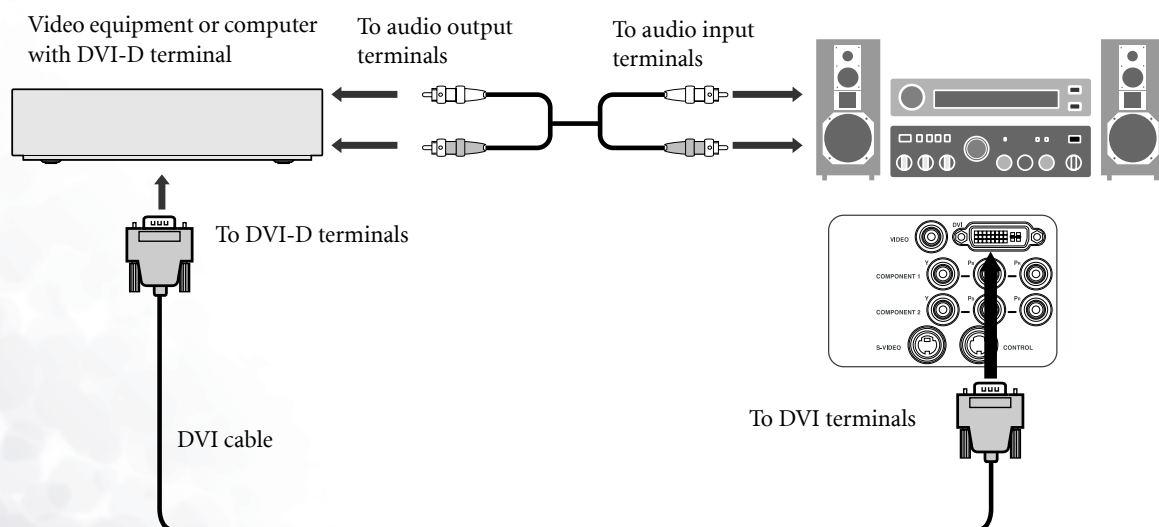 Video equipment or computer
with DVI-D terminal
To audio output
terminals
To audio input
terminals
To DVI-D terminals
VIDEO
DVI
COMPONENT 1
Y
COMPONENT 2
Y
S-VIDEO
CONTROL
To DVI terminals
DVI cable